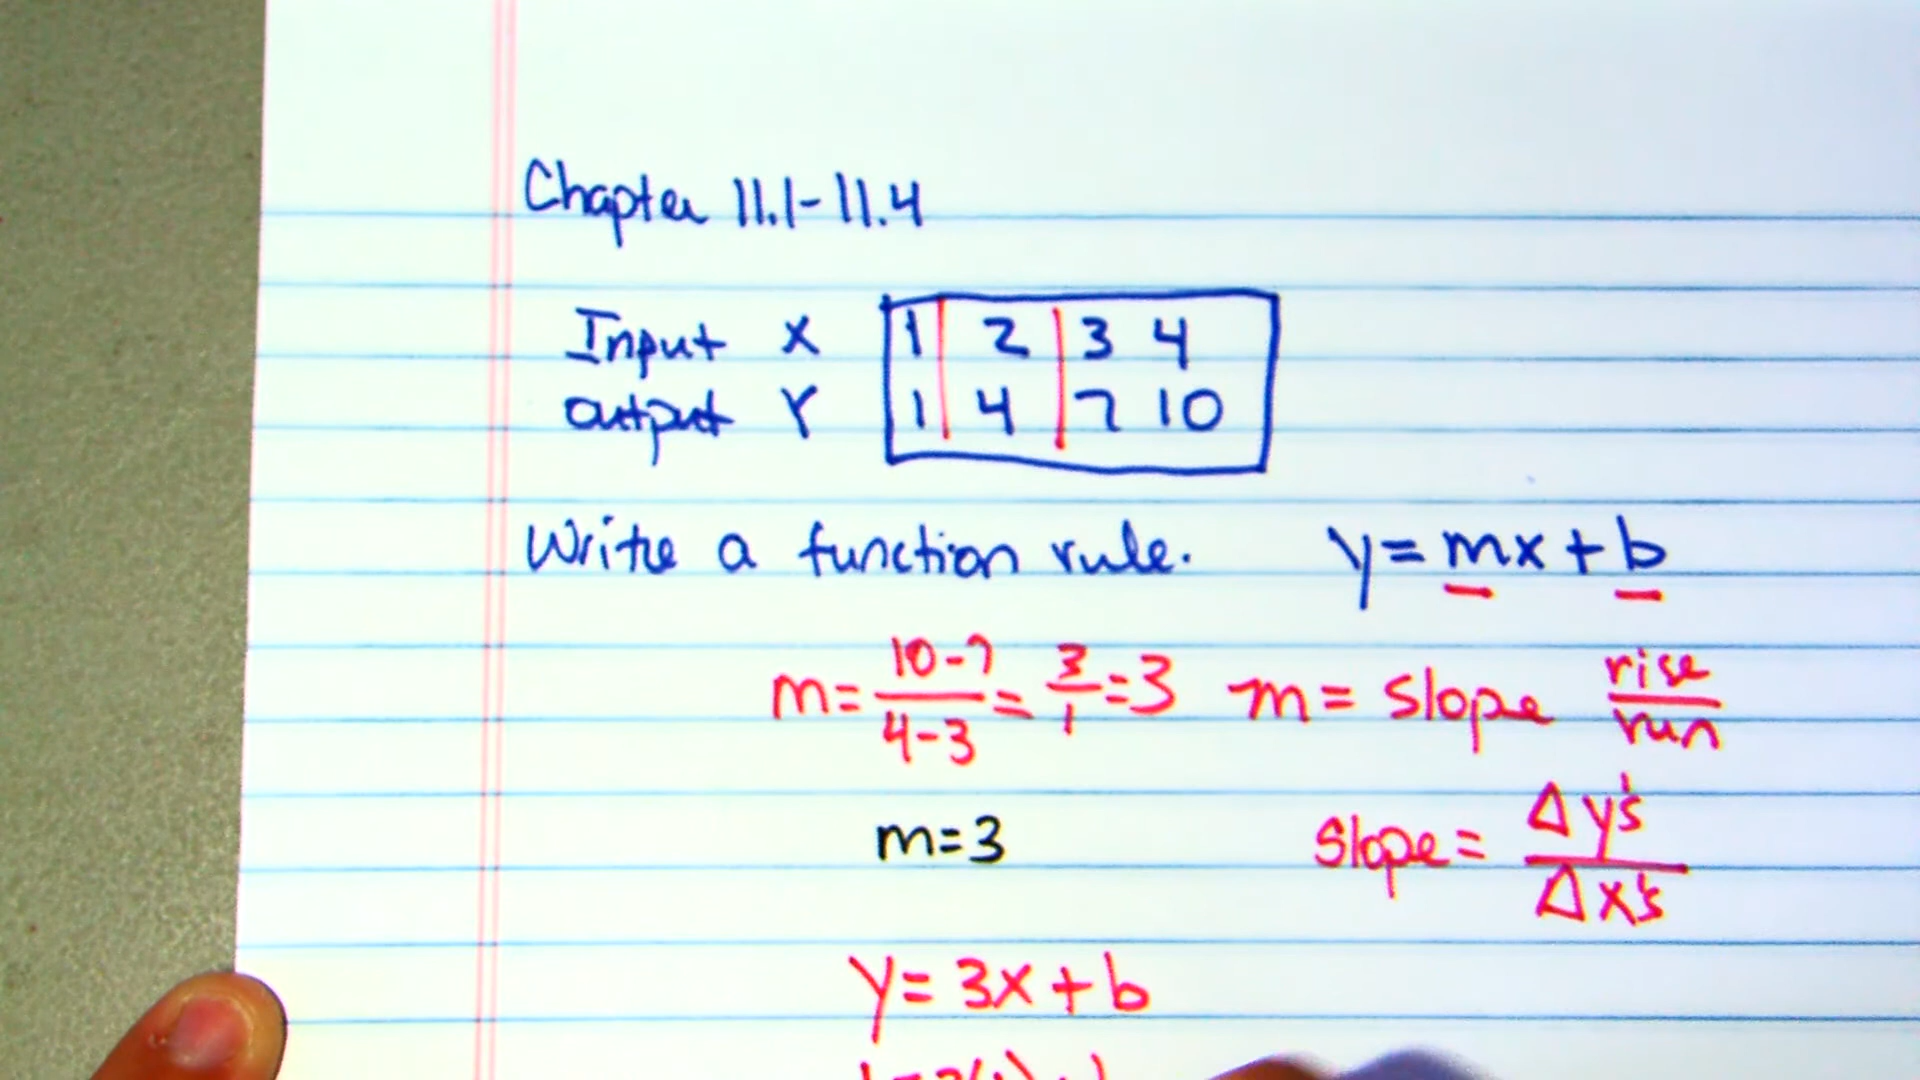 Chapter 11.1-11.4
Input X 1 2 3 4
output Y 1 4 7 10
Write a function rule. y=mx+b
m= 10-7 / 4-3 = 3/1 =3 m= slope rise/run
m=3 slope= Δy's/Δx's
y= 3x+b